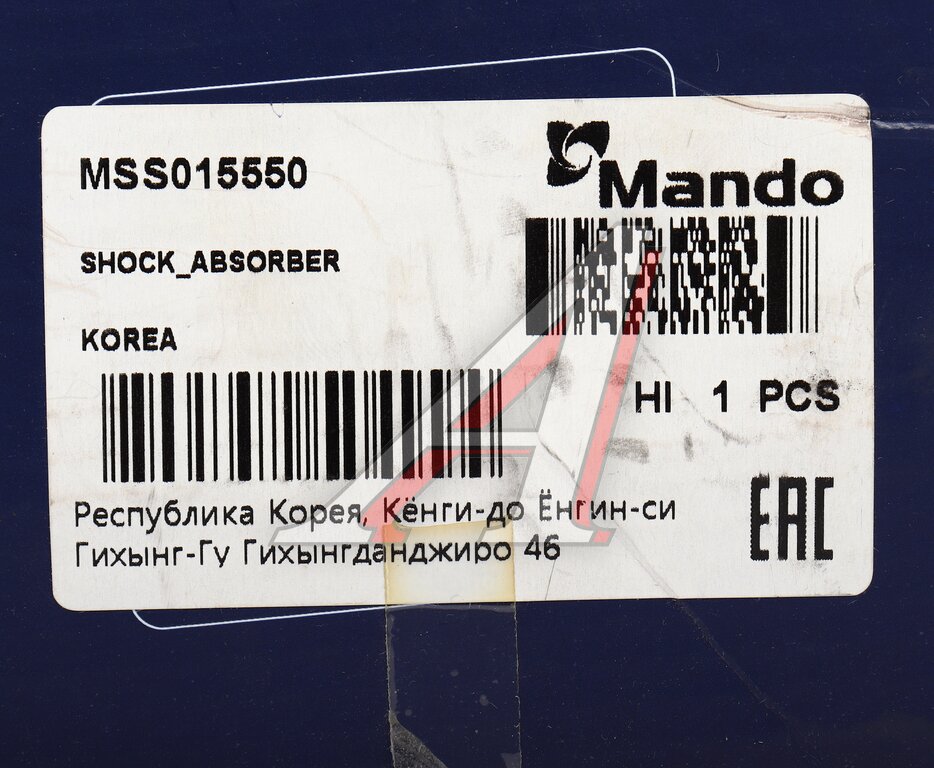 MSS015550
Mando
SHOCK_ABSORBER
KOREA
HI 1 PCS
Республика Корея, Кёнги-до Ёнгин-си
Гихынг-Гу Гихынгданджиро 46
EAC